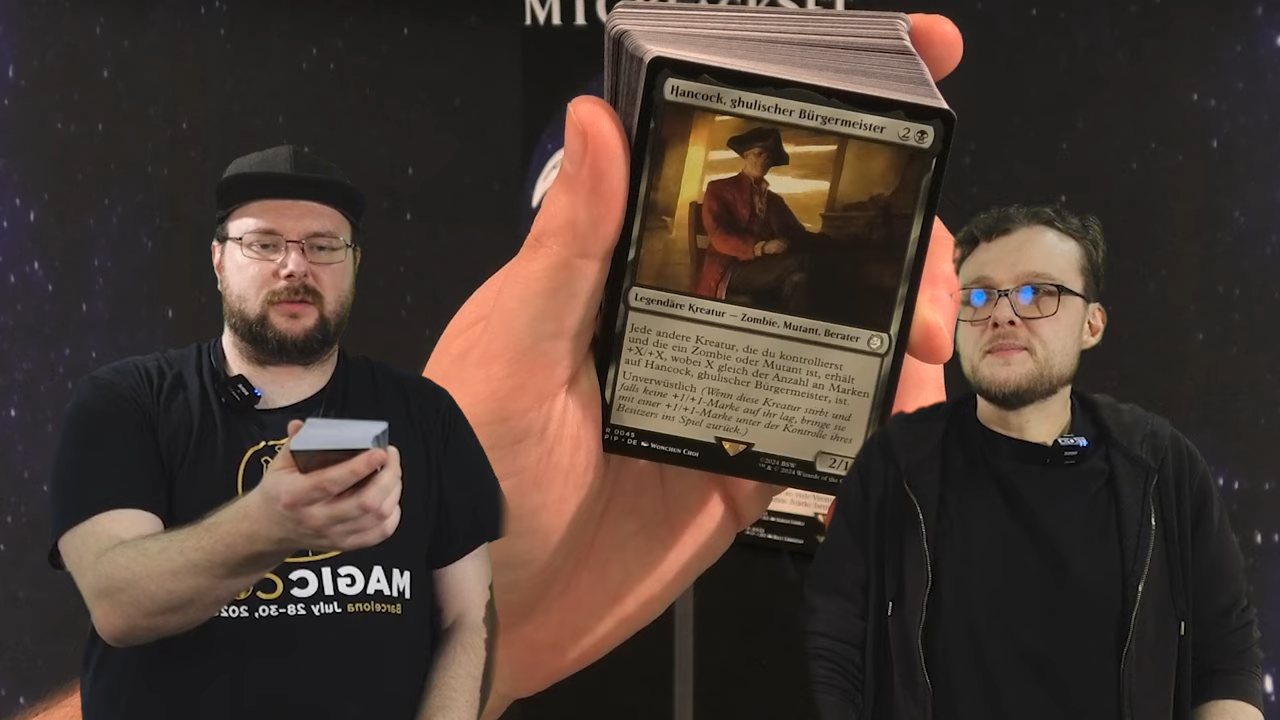 Hancock, ghulischer Bürgermeister 2
Legendäre Kreatur — Zombie, Mutant, Berater
Jede andere Kreatur, die du kontrollierst
und die ein Zombie oder Mutant ist, erhält
+X/+X, wobei X gleich der Anzahl an Marken
auf Hancock, ghulischer Bürgermeister, ist.
Unverwüstlich (Wenn diese Kreatur stirbt und
falls keine +1/+1-Marke auf ihr lag, bringe sie
mit einer +1/+1-Marke unter der Kontrolle ihres
Besitzers ins Spiel zurück.)
2/1
R 0045
PIP • DE Wonchun Choi
©2024 BSW
™ & © 2024 Wizards of the
MAGIC
Barcelona July 28-30, 202